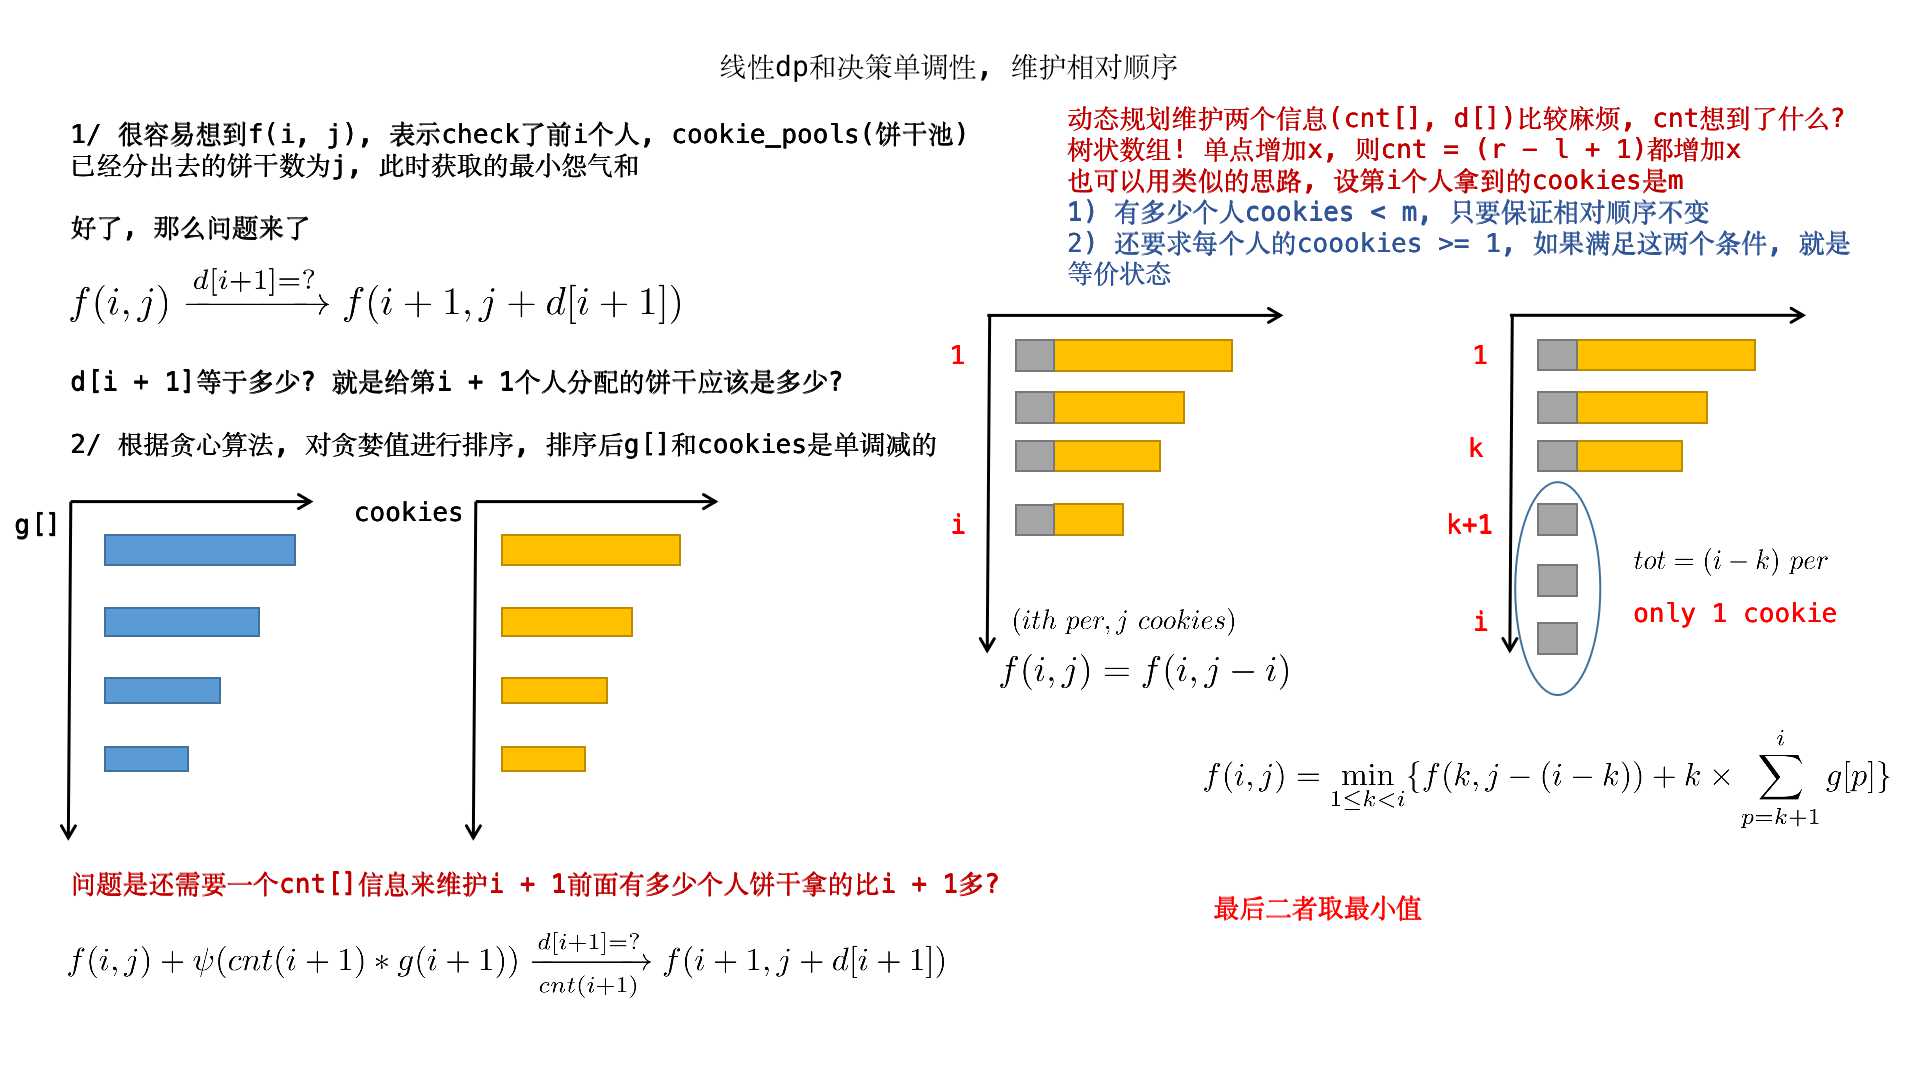 线性dp和决策单调性, 维护相对顺序
1/ 很容易想到f(i, j), 表示check了前i个人, cookie_pools(饼干池)
已经分出去的饼干数为j, 此时获取的最小怨气和
好了, 那么问题来了
f(i, j) \xrightarrow{d[i+1]=?} f(i + 1, j + d[i + 1])
d[i + 1]等于多少? 就是给第i + 1个人分配的饼干应该是多少?
2/ 根据贪心算法, 对贪婪值进行排序, 排序后g[]和cookies是单调减的
g[]
cookies
问题是还需要一个cnt[]信息来维护i + 1前面有多少个人饼干拿的比i + 1多?
f(i, j) + ψ(cnt(i + 1) * g(i + 1)) \xrightarrow[cnt(i+1)]{d[i+1]=?} f(i + 1, j + d[i + 1])
动态规划维护两个信息(cnt[], d[])比较麻烦, cnt想到了什么?
树状数组! 单点增加x, 则cnt = (r - l + 1)都增加x
也可以用类似的思路, 设第i个人拿到的cookies是m
1) 有多少个人cookies < m, 只要保证相对顺序不变
2) 还要求每个人的coookies >= 1, 如果满足这两个条件, 就是
等价状态
1
i
(ith per, j cookies)
f(i, j) = f(i, j − i)
1
k
k+1
i
tot = (i − k) per
only 1 cookie
f(i, j) = \min_{1≤k<i}\{f(k, j − (i − k)) + k × \sum_{p=k+1}^{i} g[p]\}
最后二者取最小值